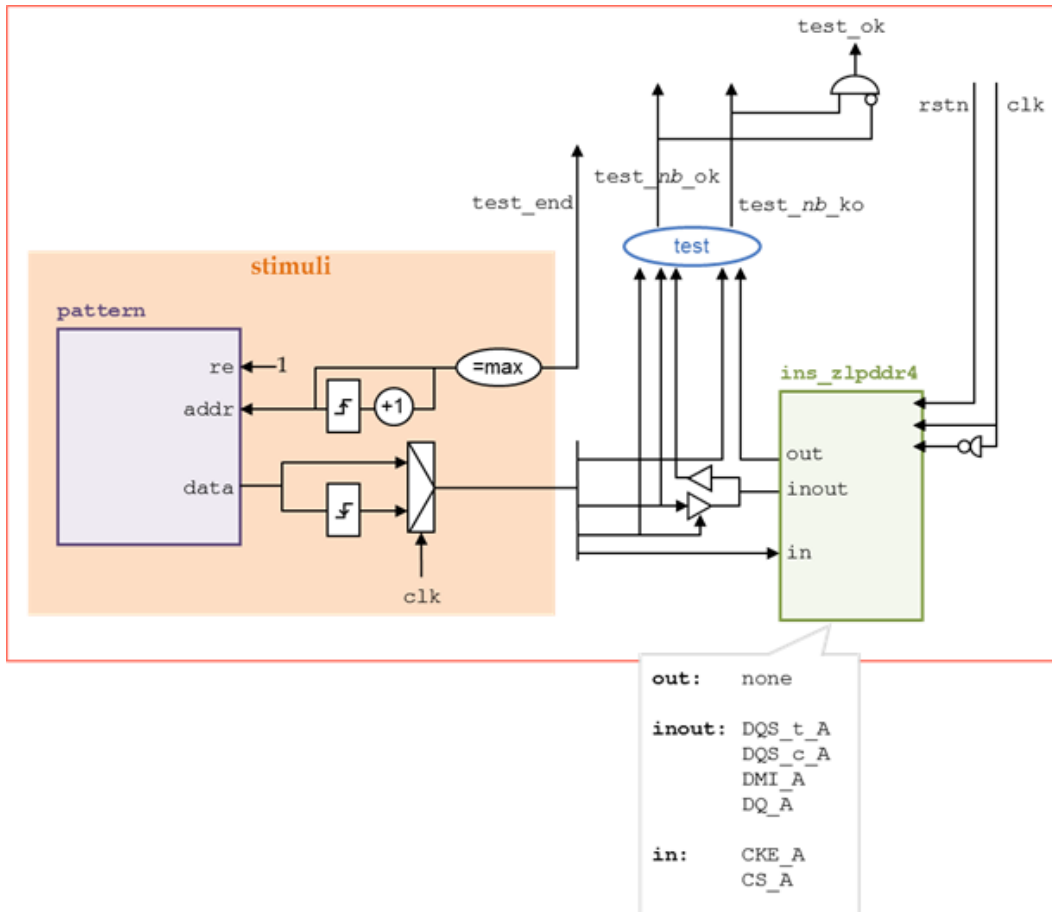 test_ok
rstn
clk
test_nb_ok
test_end
test_nb_ko
test
stimuli
pattern
re
1
=max
ins_zlpddr4
addr
+1
out
data
inout
in
clk
out: none
inout: DQS_t_A
DQS_c_A
DMI_A
DQ_A
in: CKE_A
CS_A